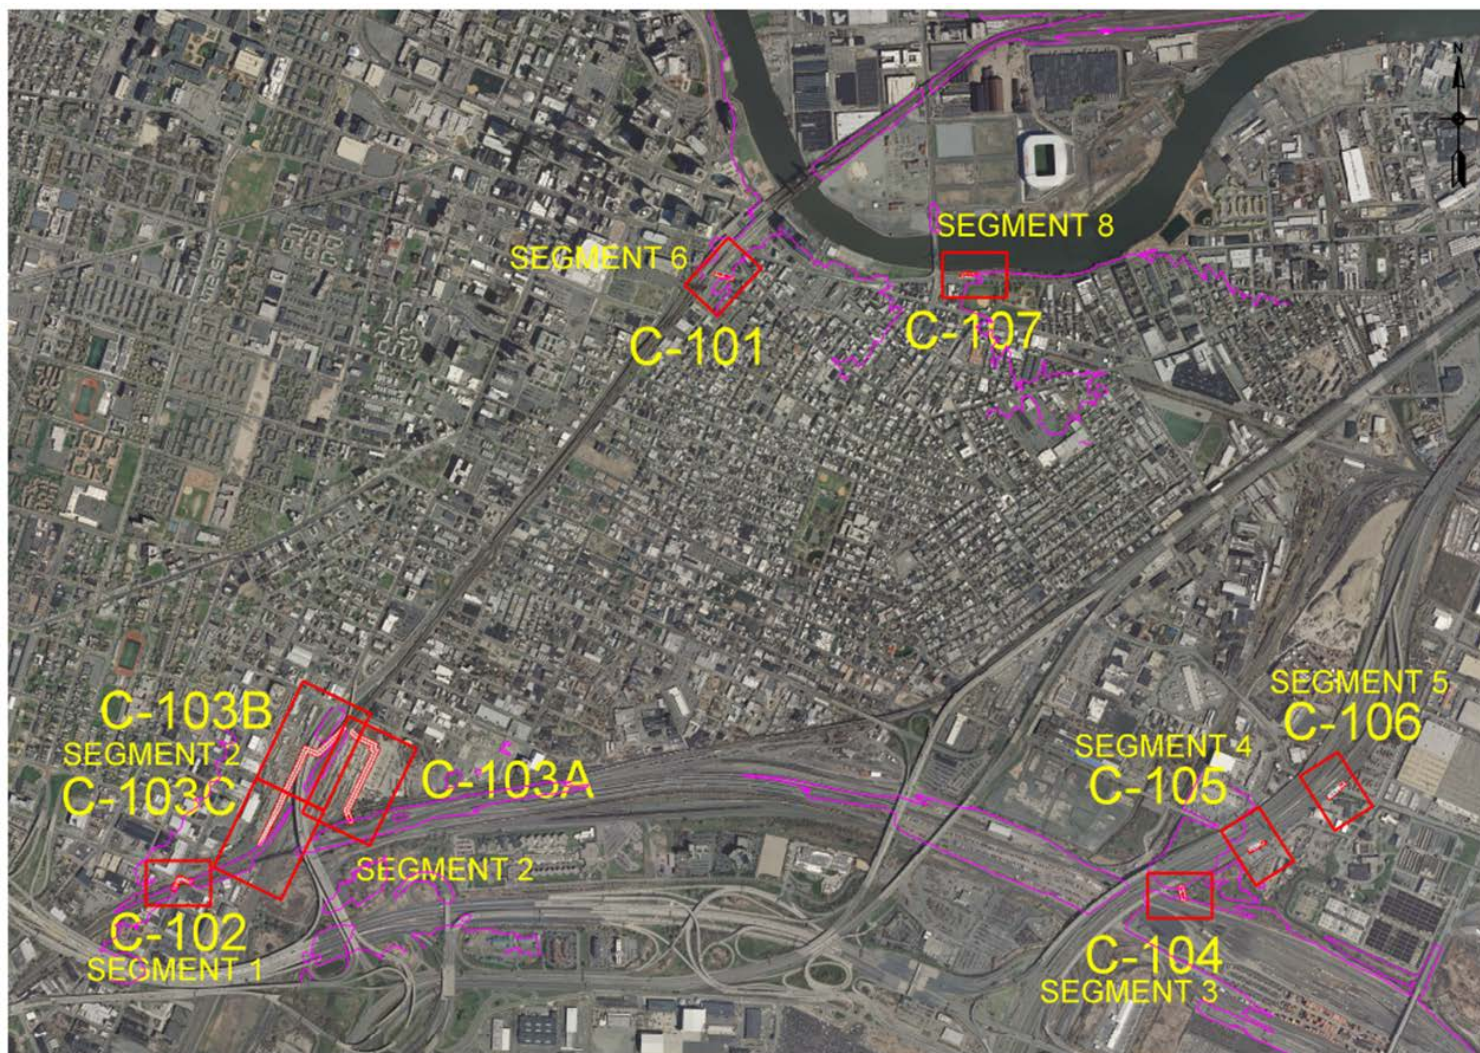 N
SEGMENT 8
SEGMENT 6
C-107
C-101
SEGMENT 5
C-106
C-103B
SEGMENT 2
C-103C
C-103A
SEGMENT 4
C-105
SEGMENT 2
C-102
SEGMENT 1
C-104
SEGMENT 3